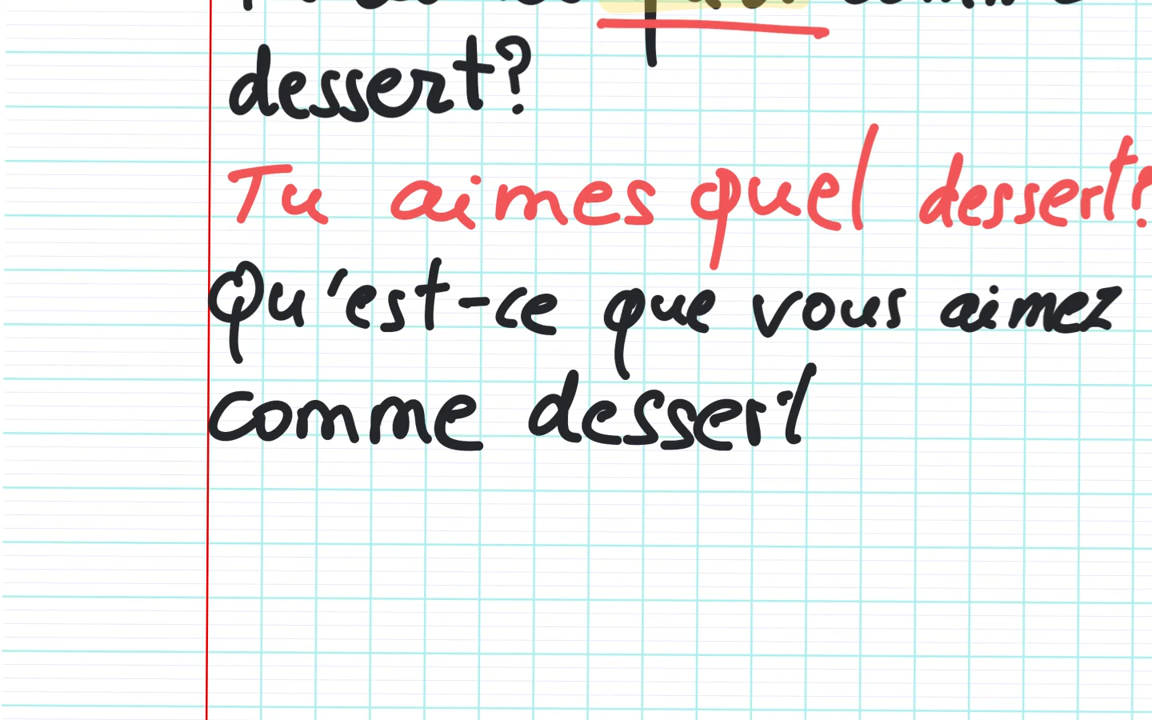 dessert?
Tu aimes quel dessert?
Qu'est-ce que vous aimez
comme dessert